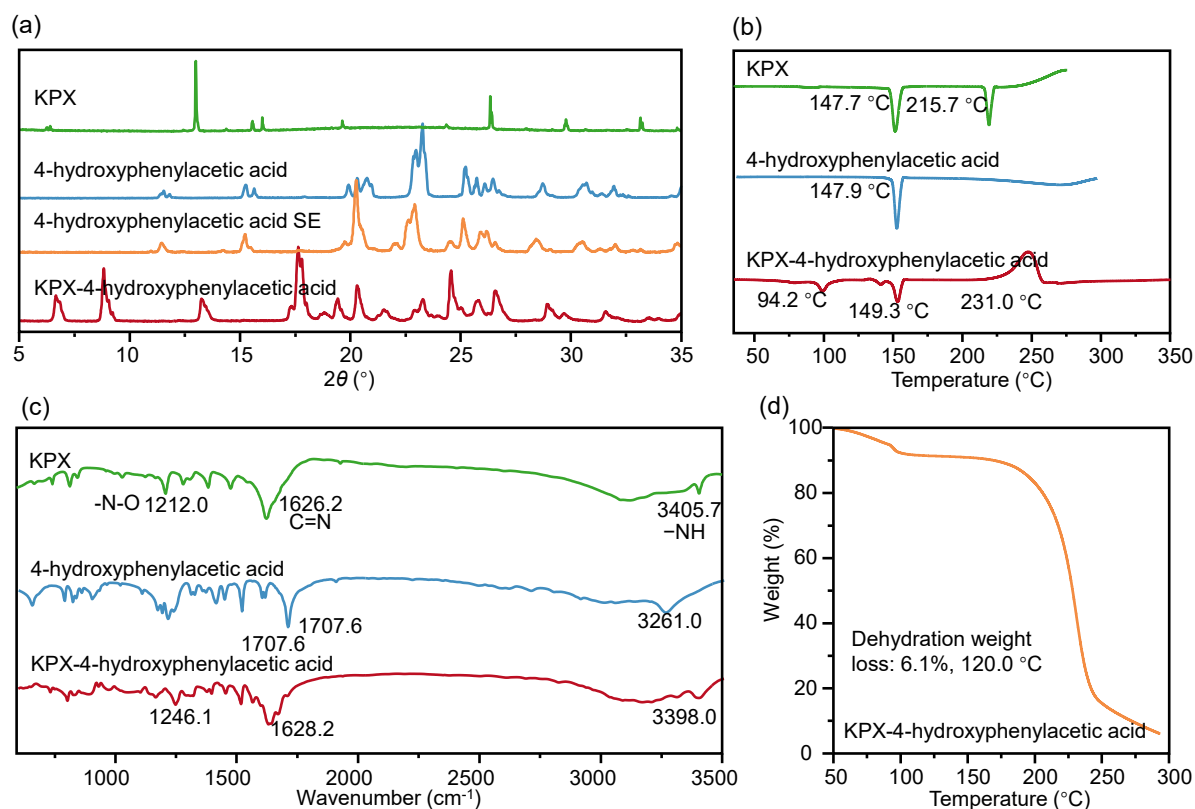 (a)
KPX
4-hydroxyphenylacetic acid
4-hydroxyphenylacetic acid SE
KPX-4-hydroxyphenylacetic acid
5 10 15 20 25 30 35
2θ (°)
(b)
KPX
147.7 °C 215.7 °C
4-hydroxyphenylacetic acid
147.9 °C
KPX-4-hydroxyphenylacetic acid
94.2 °C 149.3 °C 231.0 °C
50 100 150 200 250 300 350
Temperature (°C)
(c)
KPX
-N-O 1212.0 1626.2 3405.7
C=N −NH
4-hydroxyphenylacetic acid
1707.6 3261.0
1707.6
KPX-4-hydroxyphenylacetic acid
1246.1 1628.2 3398.0
1000 1500 2000 2500 3000 3500
Wavenumber (cm⁻¹)
(d)
100
80
60
40
20
0
Weight (%)
Dehydration weight
loss: 6.1%, 120.0 °C
KPX-4-hydroxyphenylacetic acid
50 100 150 200 250 300
Temperature (°C)